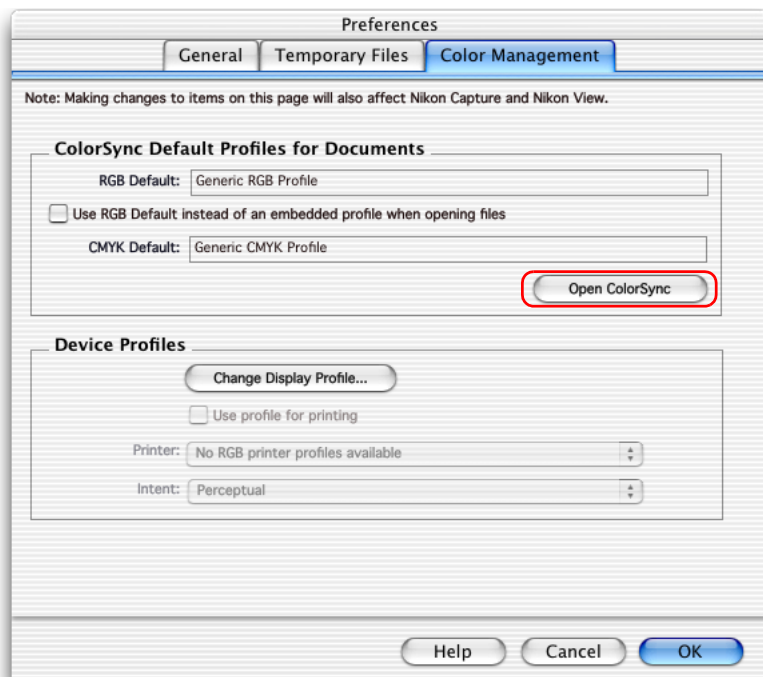 Preferences
General Temporary Files Color Management
Note: Making changes to items on this page will also affect Nikon Capture and Nikon View.
ColorSync Default Profiles for Documents
RGB Default: Generic RGB Profile
Use RGB Default instead of an embedded profile when opening files
CMYK Default: Generic CMYK Profile
Open ColorSync
Device Profiles
Change Display Profile...
Use profile for printing
Printer: No RGB printer profiles available
Intent: Perceptual
Help Cancel OK